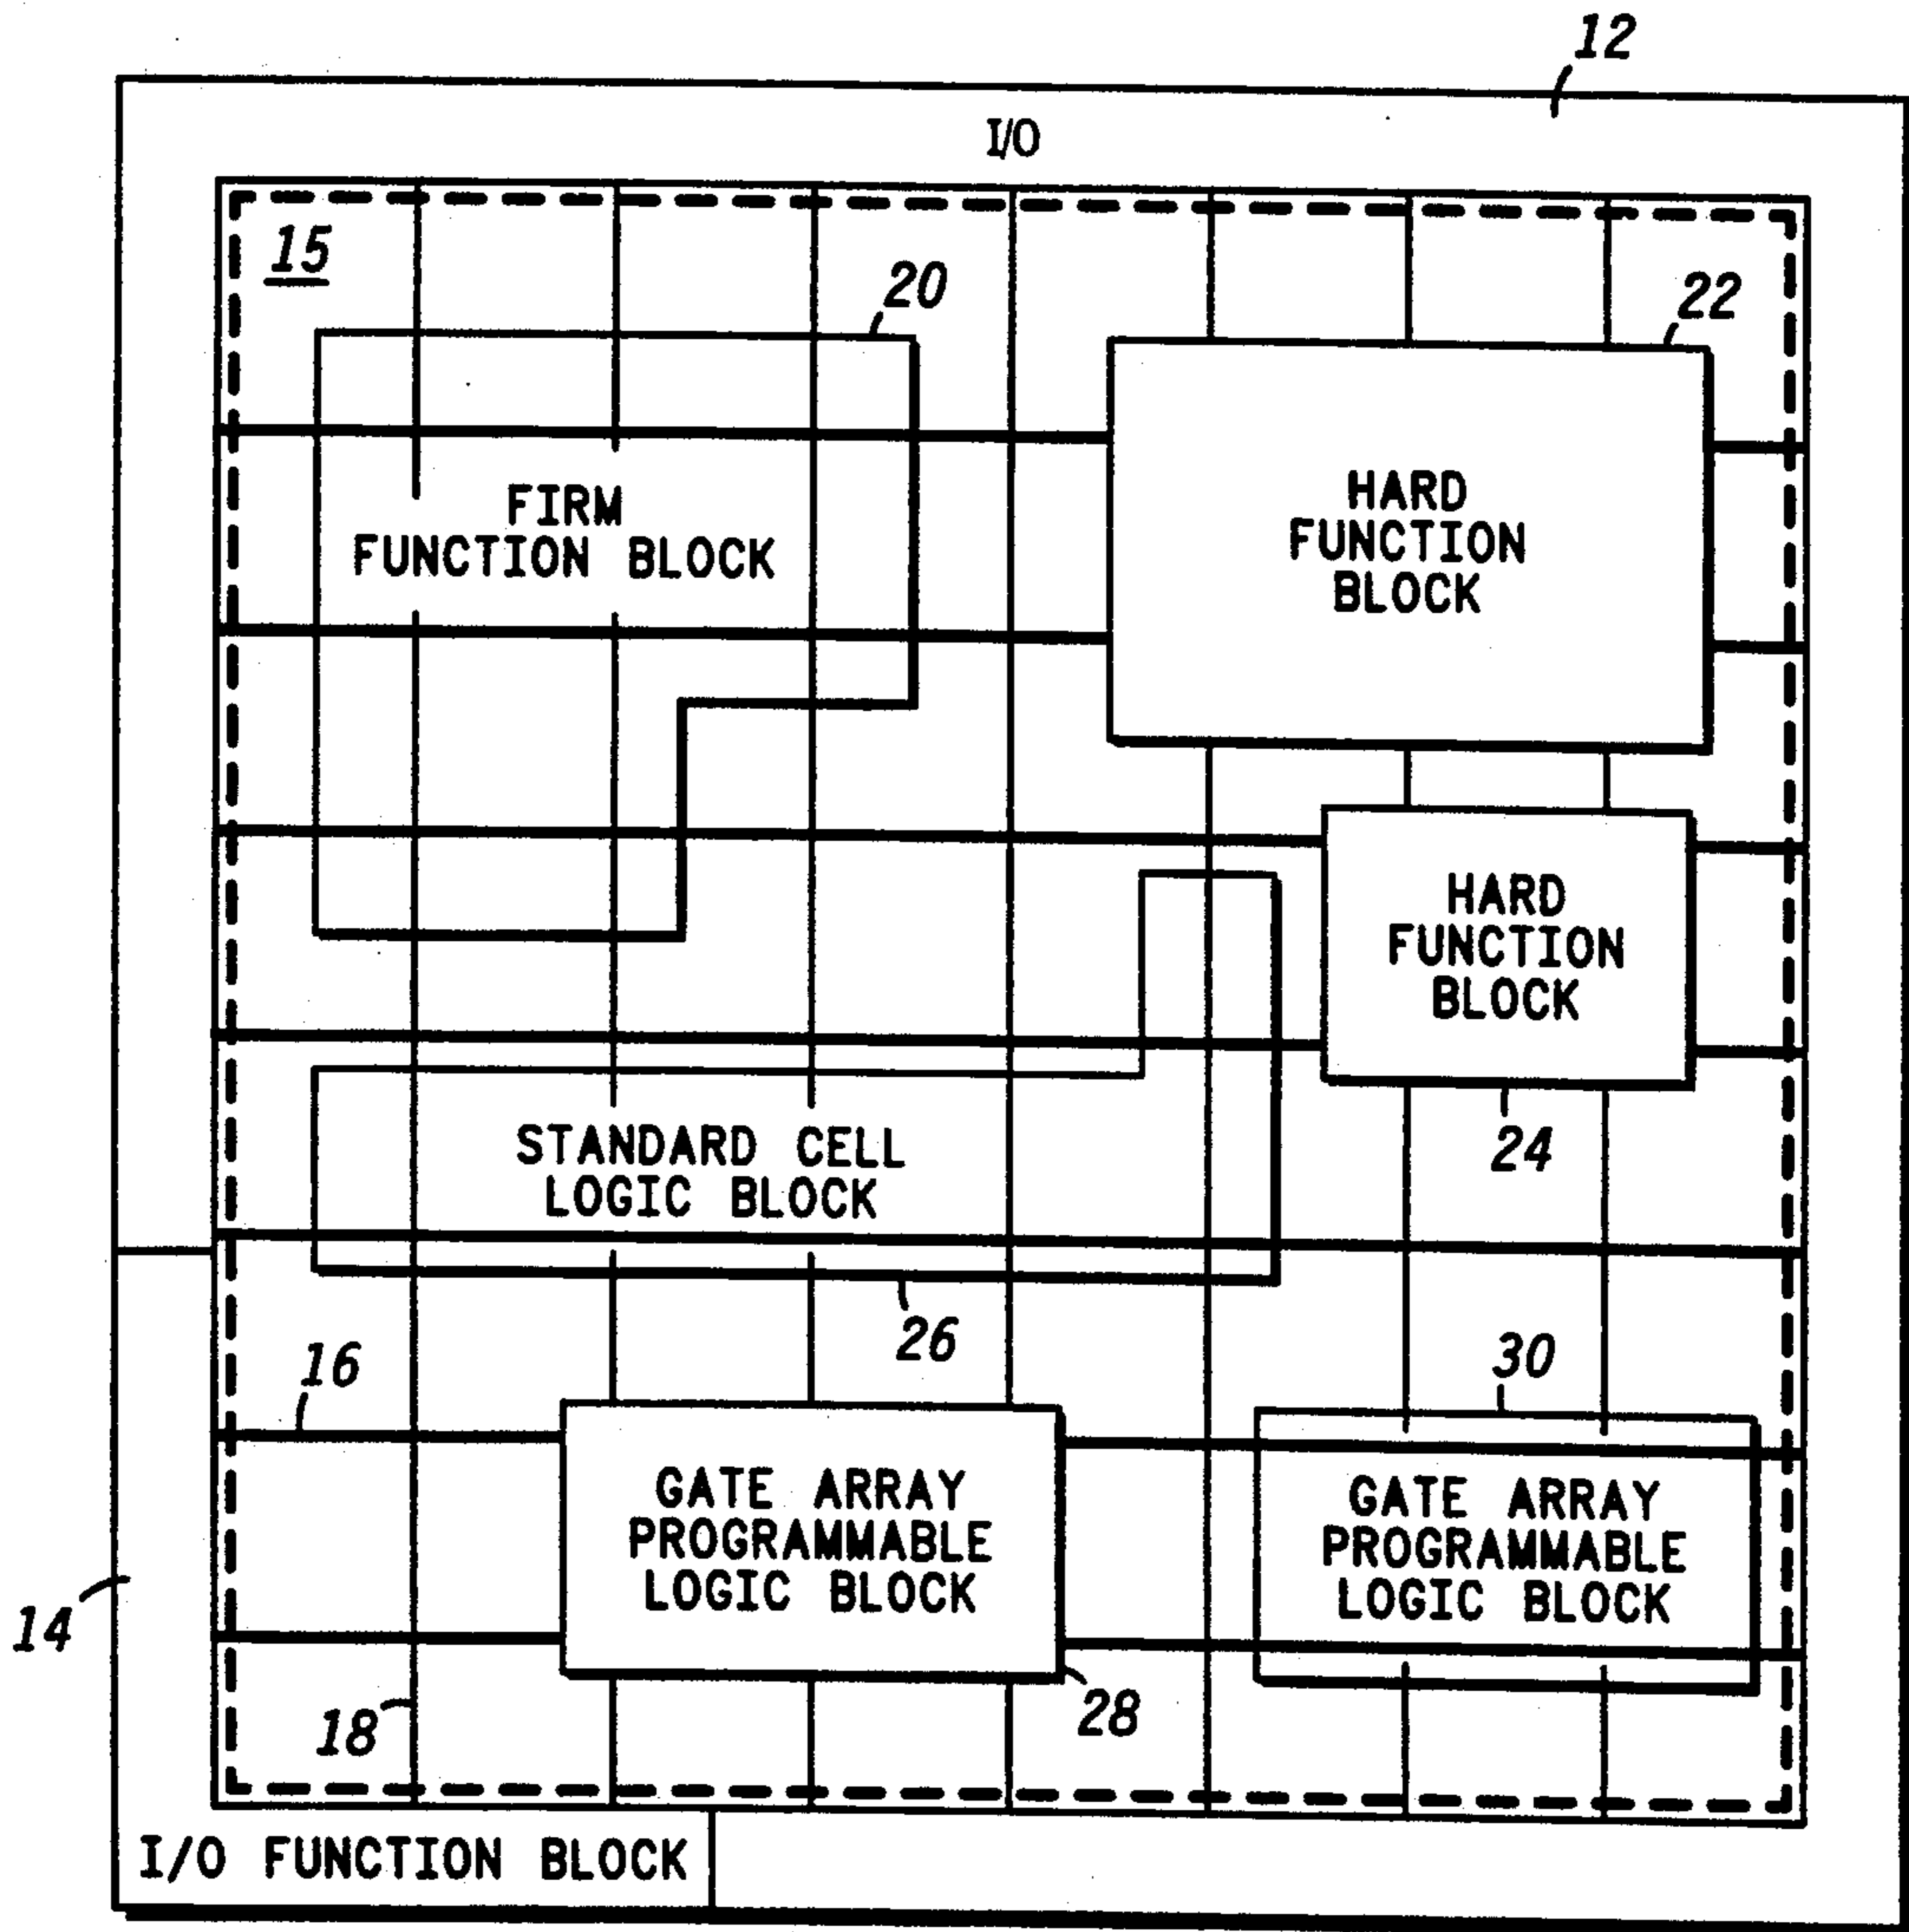 12
I/O
15
20
22
FIRM
FUNCTION BLOCK
HARD
FUNCTION
BLOCK
HARD
FUNCTION
BLOCK
24
STANDARD CELL
LOGIC BLOCK
26
16
30
GATE ARRAY
PROGRAMMABLE
LOGIC BLOCK
GATE ARRAY
PROGRAMMABLE
LOGIC BLOCK
14
18
28
I/O FUNCTION BLOCK